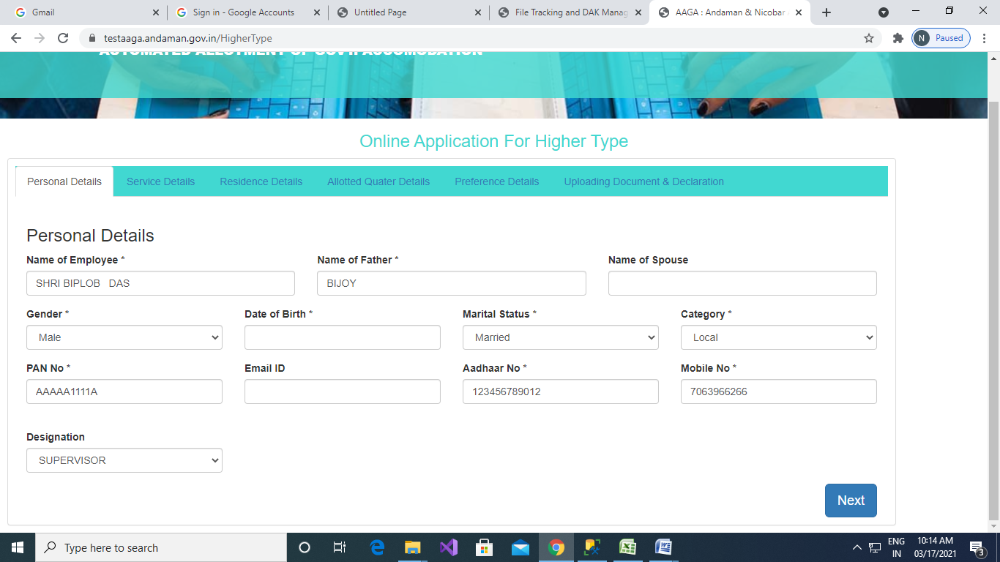 Gmail
Sign in - Google Accounts
Untitled Page
File Tracking and DAK Manag
AAGA : Andaman & Nicobar
testaaga.andaman.gov.in/HigherType
N Paused
AUTOMATED ALLOTMENT OF GOVT. ACCOMODATION
Online Application For Higher Type
Personal Details Service Details Residence Details Allotted Quater Details Preference Details Uploading Document & Declaration
Personal Details
Name of Employee * Name of Father * Name of Spouse
SHRI BIPLOB DAS BIJOY
Gender * Date of Birth * Marital Status * Category *
Male Married Local
PAN No * Email ID Aadhaar No * Mobile No *
AAAAA1111A 123456789012 7063966266
Designation
SUPERVISOR
Next
Type here to search
ENG
IN
10:14 AM
03/17/2021
3